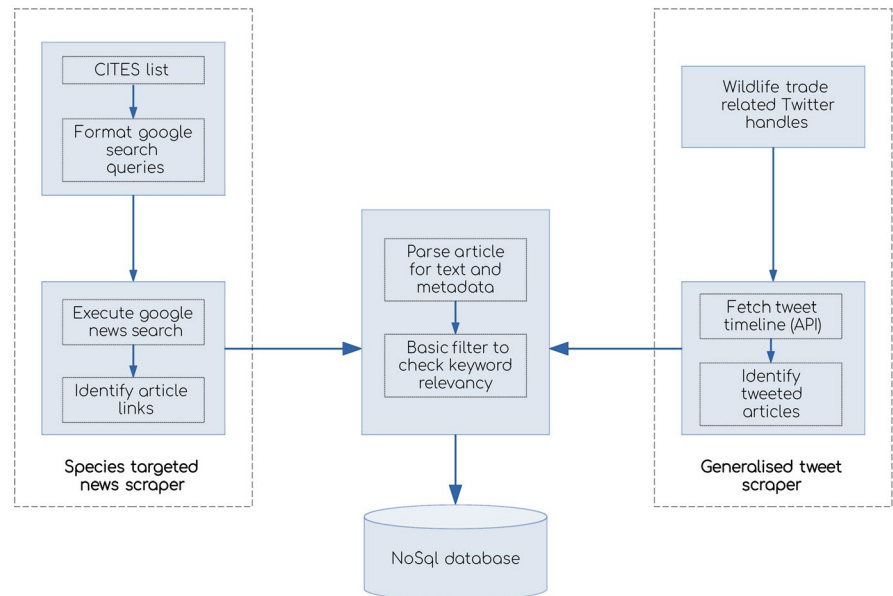 CITES list
Format google
search
queries
Execute google
news search
Identify article
links
Species targeted
news scraper
Parse article
for text and
metadata
Basic filter to
check keyword
relevancy
NoSql database
Wildlife trade
related Twitter
handles
Fetch tweet
timeline (API)
Identify
tweeted
articles
Generalised tweet
scraper